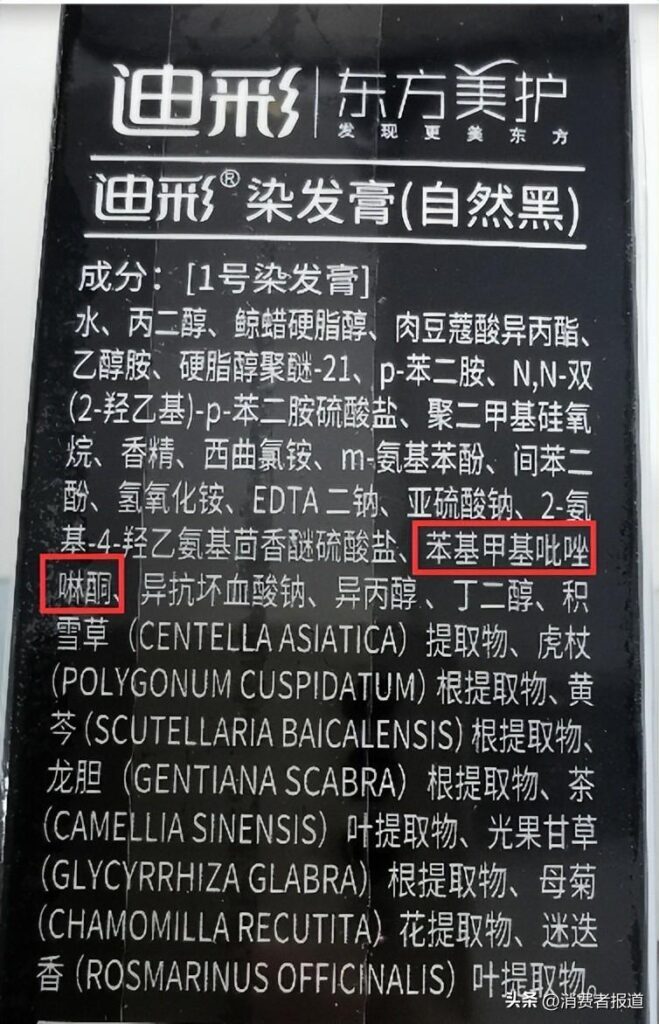 迪彩 东方美护
发现更美东方
迪彩® 染发膏(自然黑)
成分：[1号染发膏]
水、丙二醇、鲸蜡硬脂醇、肉豆蔻酸异丙酯、
乙醇胺、硬脂醇聚醚-21、p-苯二胺、N,N-双
(2-羟乙基)-p-苯二胺硫酸盐、聚二甲基硅氧
烷、香精、西曲氯铵、m-氨基苯酚、间苯二
酚、氢氧化铵、EDTA 二钠、亚硫酸钠、2-氨
基-4-羟乙氨基茴香醚硫酸盐、苯基甲基吡唑
啉酮、异抗坏血酸钠、异丙醇、丁二醇、积
雪草（CENTELLA ASIATICA）提取物、虎杖
(POLYGONUM CUSPIDATUM) 根提取物、黄
芩 (SCUTELLARIA BAICALENSIS) 根提取物、
龙胆（GENTIANA SCABRA）根提取物、茶
(CAMELLIA SINENSIS）叶提取物、光果甘草
(GLYCYRRHIZA GLABRA）根提取物、母菊
(CHAMOMILLA RECUTITA）花提取物、迷迭
香 (ROSMARINUS OFFICINALIS）叶提取物。
头条 @消费者报道